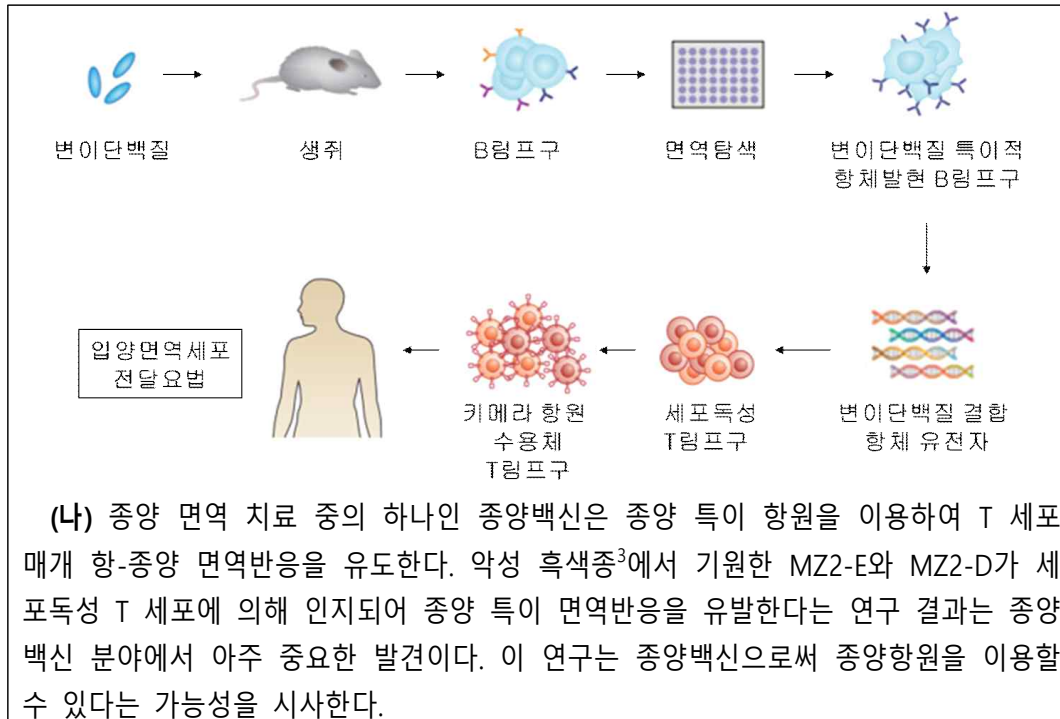 변이단백질
생쥐
B림프구
면역탐색
변이단백질 특이적
항체발현 B림프구
입양면역세포
전달요법
키메라 항원
수용체
T림프구
세포독성
T림프구
변이단백질 결합
항체 유전자
(나) 종양 면역 치료 중의 하나인 종양백신은 종양 특이 항원을 이용하여 T 세포
매개 항-종양 면역반응을 유도한다. 악성 흑색종³에서 기원한 MZ2-E와 MZ2-D가 세
포독성 T 세포에 의해 인지되어 종양 특이 면역반응을 유발한다는 연구 결과는 종양
백신 분야에서 아주 중요한 발견이다. 이 연구는 종양백신으로써 종양항원을 이용할
수 있다는 가능성을 시사한다.